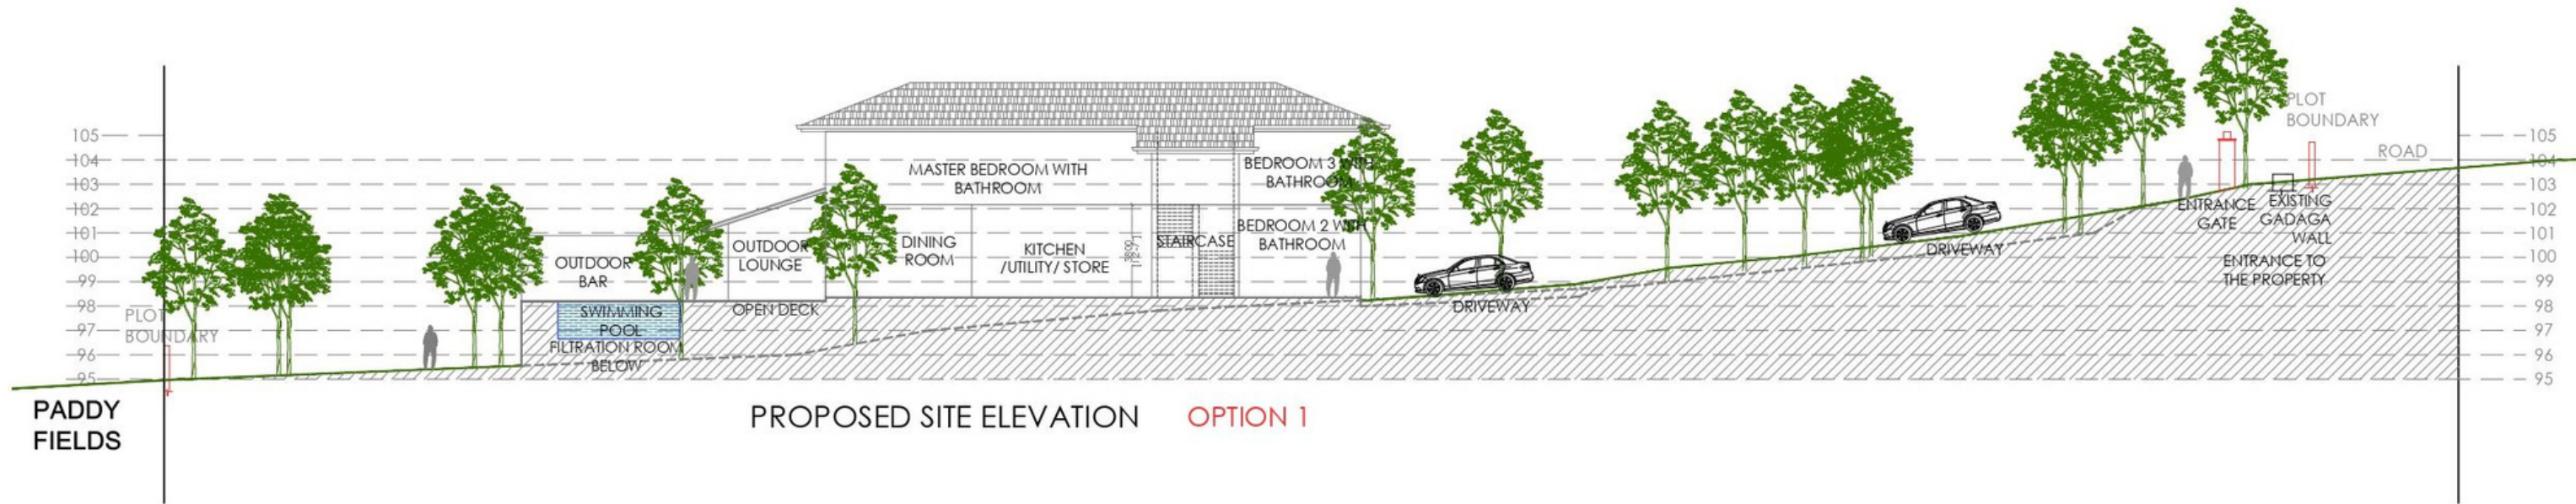 105
104
103
102
101
100
99
98
97
96
95
PLOT
BOUNDARY
PADDY
FIELDS
OUTDOOR
BAR
SWIMMING
POOL
FILTRATION ROOM
BELOW
OUTDOOR
LOUNGE
OPEN DECK
MASTER BEDROOM WITH
BATHROOM
DINING
ROOM
KITCHEN
/UTILITY/ STORE
STAIRCASE
BEDROOM 3 WITH
BATHROOM
BEDROOM 2 WITH
BATHROOM
DRIVEWAY
DRIVEWAY
ENTRANCE
GATE
EXISTING
GADAGA
WALL
ENTRANCE TO
THE PROPERTY
PLOT
BOUNDARY
ROAD
105
104
103
102
101
100
99
98
97
96
95
PROPOSED SITE ELEVATION OPTION 1